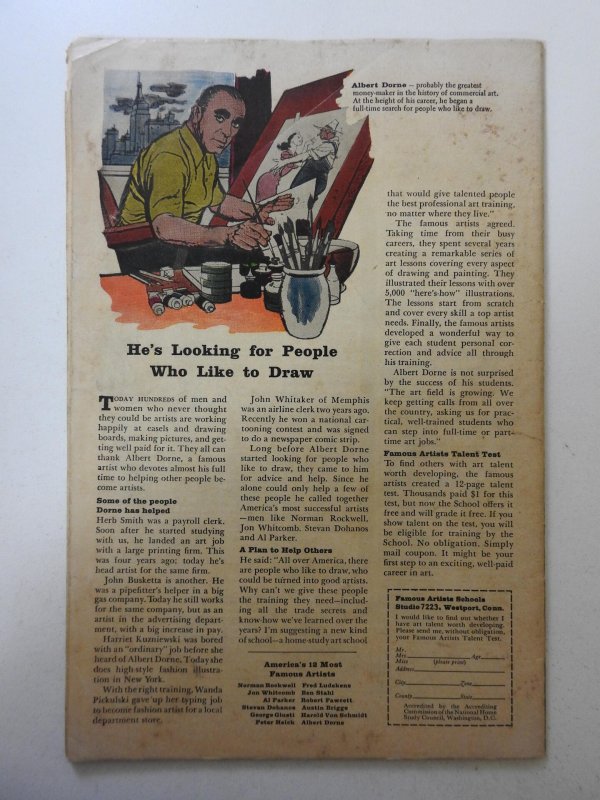 Albert Dorne – probably the greatest
money-maker in the history of commercial art.
At the height of his career, he began a
full-time search for people who like to draw.
He's Looking for People
Who Like to Draw
TODAY HUNDREDS of men and
women who never thought
they could be artists are working
happily at easels and drawing
boards, making pictures, and get-
ting well paid for it. They all can
thank Albert Dorne, a famous
artist who devotes almost his full
time to helping other people be-
come artists.
Some of the people
Dorne has helped
Herb Smith was a payroll clerk.
Soon after he started studying
with us, he landed an art job
with a large printing firm. This
was four years ago; today he's
head artist for the same firm.
John Busketta is another. He
was a pipefitter's helper in a big
gas company. Today he still works
for the same company, but as an
artist in the advertising depart-
ment, with a big increase in pay.
Harriet Kuzniewski was bored
with an "ordinary" job before she
heard of Albert Dorne. Today she
does high-style fashion illustra-
tion in New York.
With the right training, Wanda
Pickulski gave up her typing job
to become fashion artist for a local
department store.
John Whitaker of Memphis
was an airline clerk two years ago.
Recently he won a national car-
tooning contest and was signed
to do a newspaper comic strip.
Long before Albert Dorne
started looking for people who
like to draw, they came to him
for advice and help. Since he
alone could only help a few of
these people he called together
America's most successful artists
—men like Norman Rockwell,
Jon Whitcomb, Stevan Dohanos
and Al Parker.
A Plan to Help Others
He said: "All over America, there
are people who like to draw, who
could be turned into good artists.
Why can't we give these people
the training they need—includ-
ing all the trade secrets and
know-how we've learned over the
years? I'm suggesting a new kind
of school—a home-study art school
America's 12 Most
Famous Artists
Norman Rockwell Fred Ludekens
Jon Whitcomb Ben Stahl
Al Parker Robert Fawcett
Stevan Dohanos Austin Briggs
George Giusti Harold Von Schmidt
Peter Helck Albert Dorne
that would give talented people
the best professional art training,
no matter where they live."
The famous artists agreed.
Taking time from their busy
careers, they spent several years
creating a remarkable series of
art lessons covering every aspect
of drawing and painting. They
illustrated their lessons with over
5,000 "here's-how" illustrations.
The lessons start from scratch
and cover every skill a top artist
needs. Finally, the famous artists
developed a wonderful way to
give each student personal cor-
rection and advice all through
his training.
Albert Dorne is not surprised
by the success of his students.
"The art field is growing. We
keep getting calls from all over
the country, asking us for prac-
tical, well-trained students who
can step into full-time or part-
time art jobs."
Famous Artists Talent Test
To find others with art talent
worth developing, the famous
artists created a 12-page talent
test. Thousands paid $1 for this
test, but now the School offers it
free and will grade it free. If you
show talent on the test, you will
be eligible for training by the
School. No obligation. Simply
mail coupon. It might be your
first step to an exciting, well-paid
career in art.
Famous Artists Schools
Studio 7223, Westport, Conn.
I would like to find out whether I
have art talent worth developing.
Please send me, without obligation,
your Famous Artists Talent Test.
Mr.
Mrs. Age
Miss (please print)
Address
City Zone
County State
Accredited by the Accrediting
Commission of the National Home
Study Council, Washington, D.C.